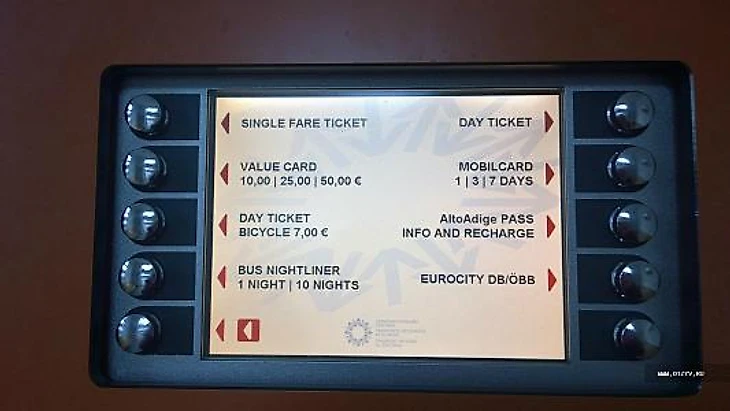 SINGLE FARE TICKET
DAY TICKET
VALUE CARD
10,00 | 25,00 | 50,00 €
MOBILCARD
1 | 3 | 7 DAYS
DAY TICKET
BICYCLE 7,00 €
AltoAdige PASS
INFO AND RECHARGE
BUS NIGHTLINER
1 NIGHT | 10 NIGHTS
EUROCITY DB/ÖBB